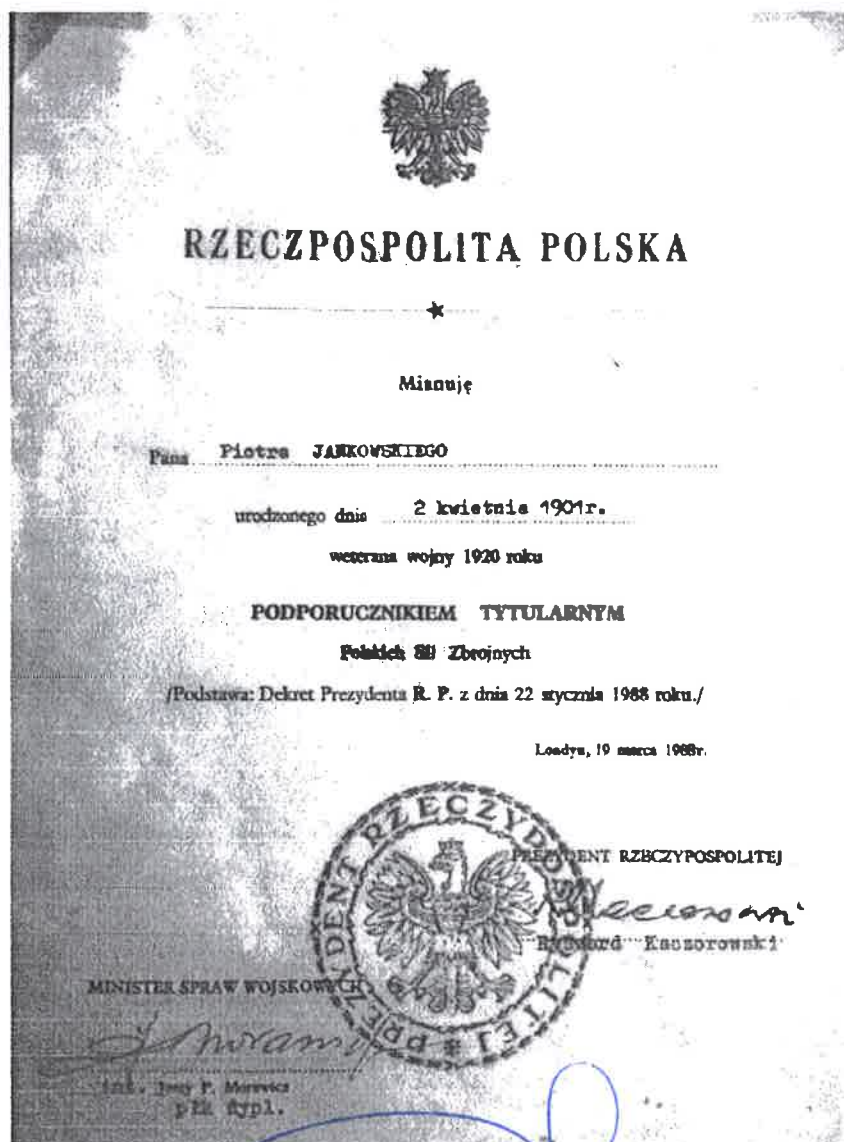 RZECZPOSPOLITA POLSKA
Mianuję
Pana Piotra JANKOWSKIEGO
urodzonego dnia 2 kwietnia 1901r.
weterana wojny 1920 roku
PODPORUCZNIKIEM TYTULARNYM
Polskich Sił Zbrojnych
/Podstawa: Dekret Prezydenta R. P. z dnia 22 stycznia 1988 roku./
Londyn, 19 marca 1988r.
PREZYDENT RZECZYPOSPOLITEJ
PREZYDENT RZECZYPOSPOLITEJ
Ryszard Kaczorowski
MINISTER SPRAW WOJSKOWYCH
inż. Jerzy P. Morawicz
płk dypl.